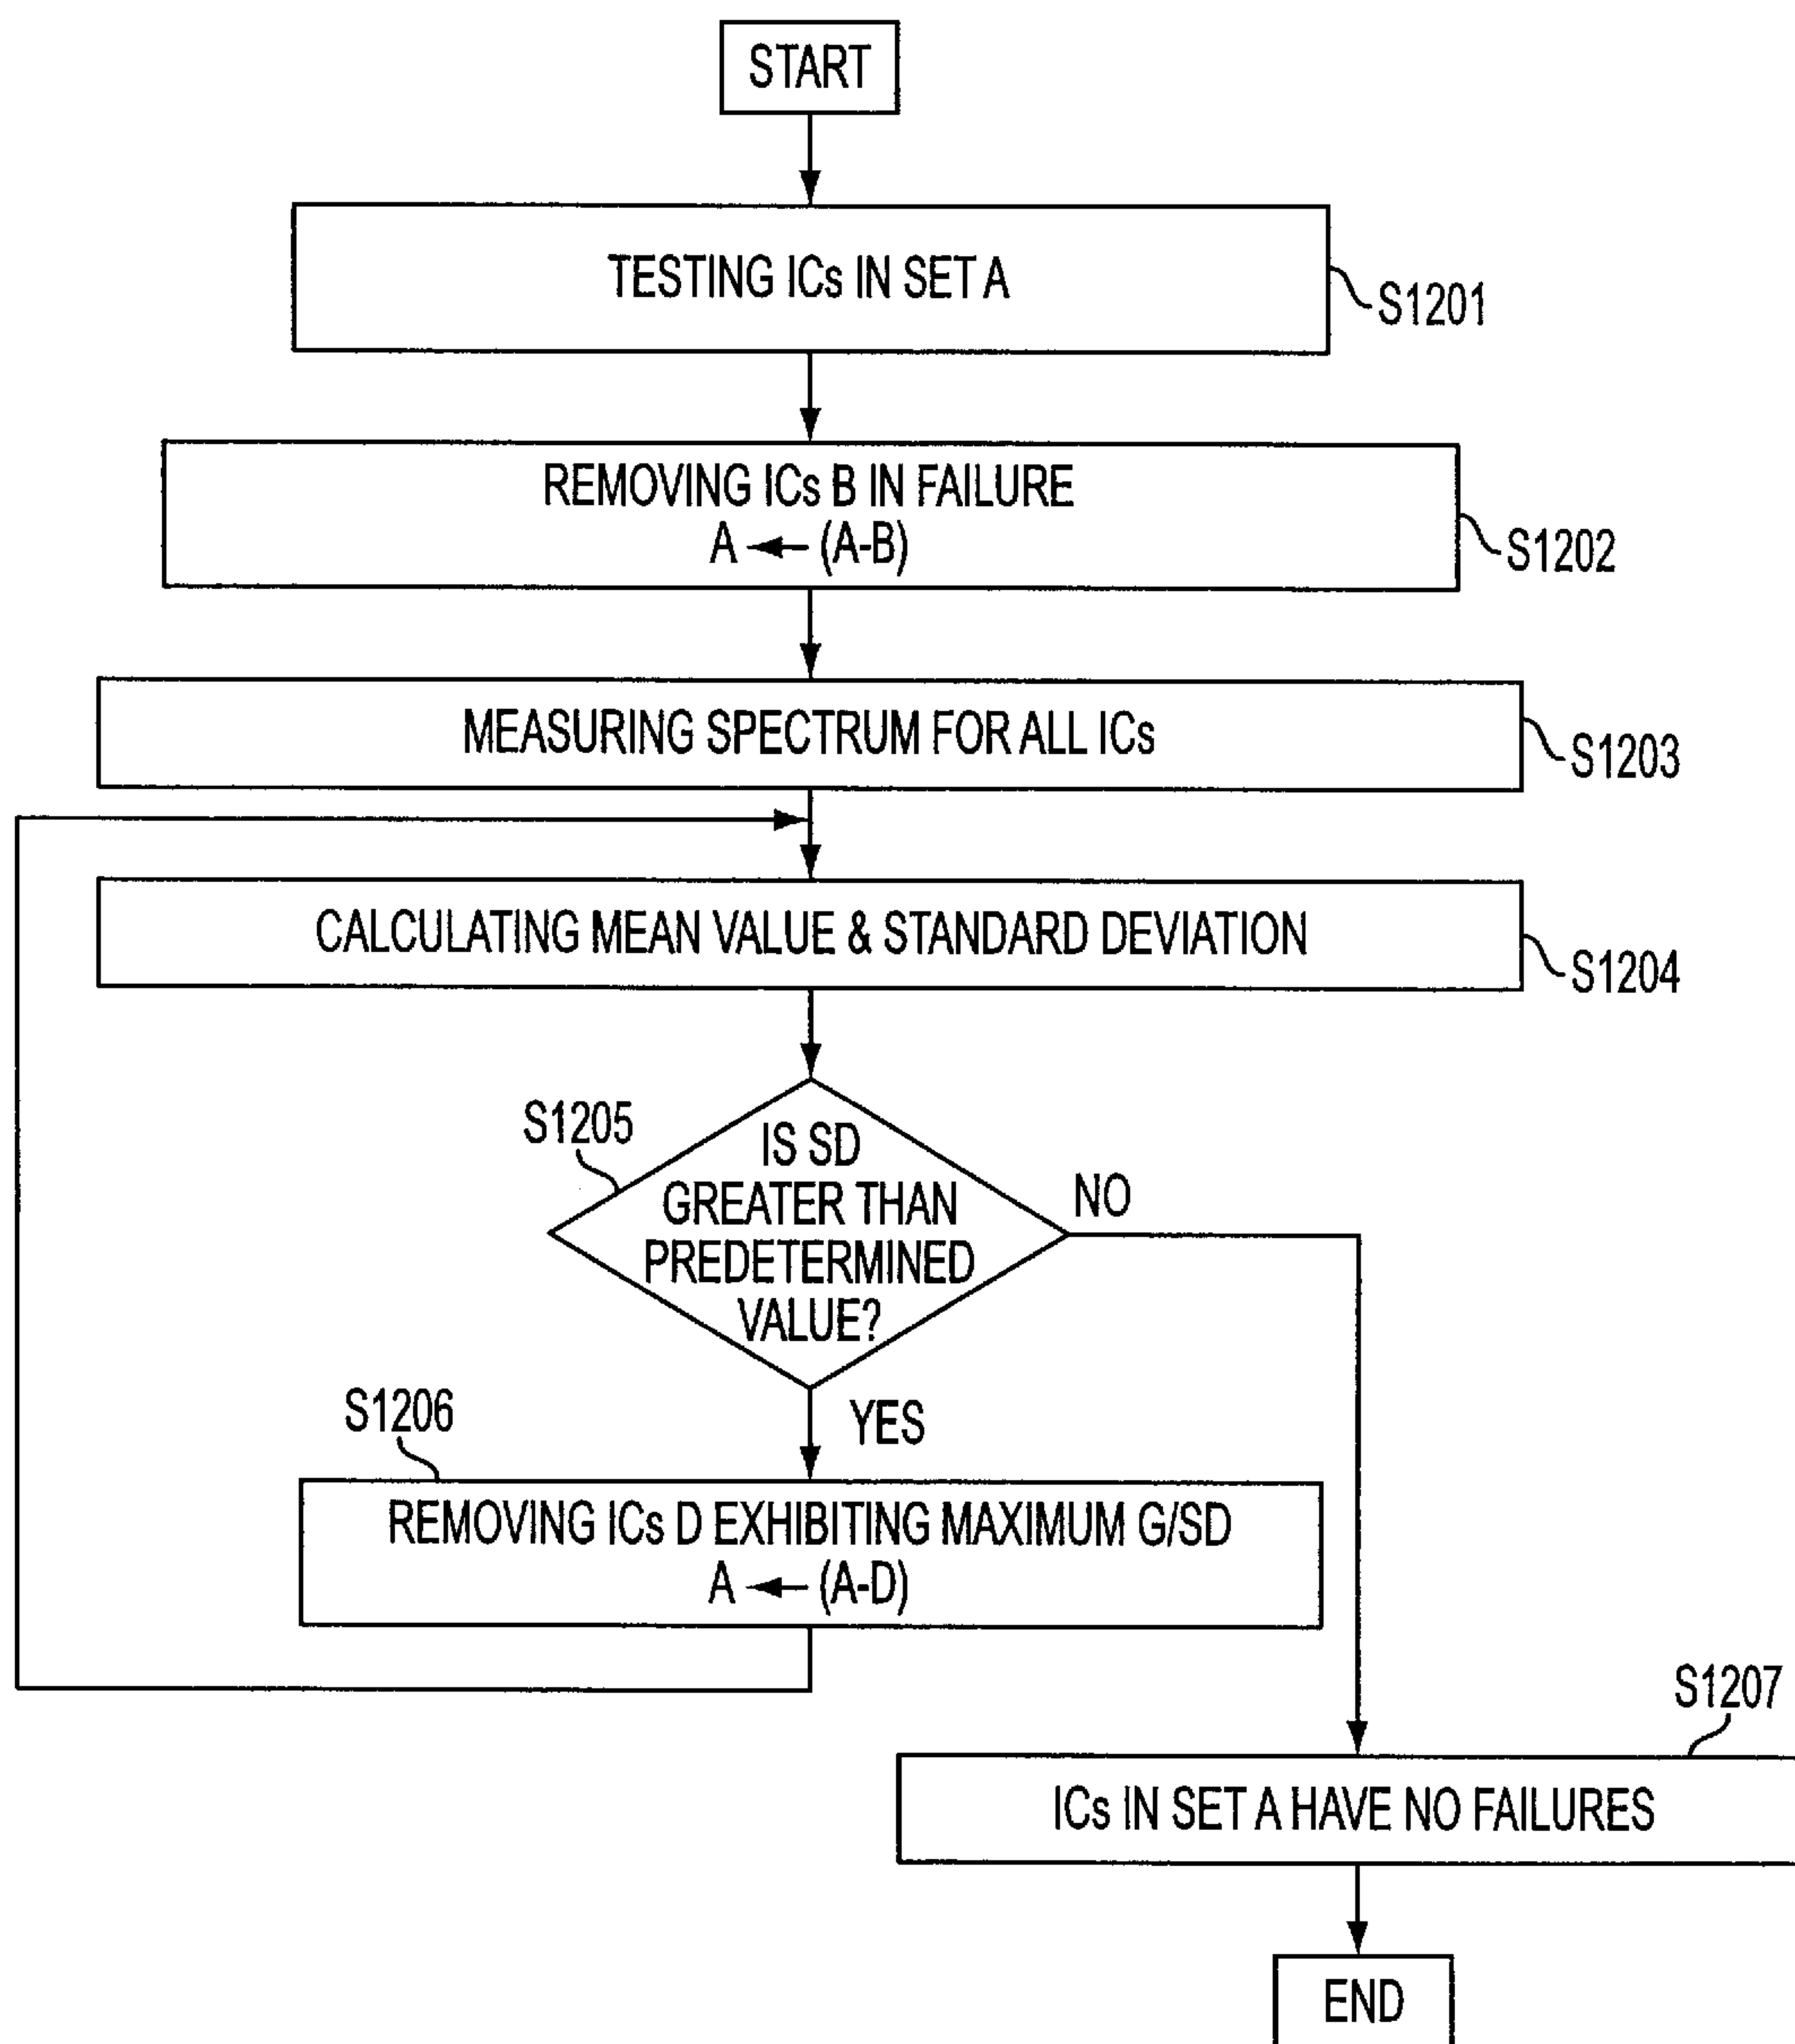 START
TESTING ICs IN SET A
S1201
REMOVING ICs B IN FAILURE
A ← (A-B)
S1202
MEASURING SPECTRUM FOR ALL ICs
S1203
CALCULATING MEAN VALUE & STANDARD DEVIATION
S1204
S1205
IS SD
GREATER THAN
PREDETERMINED
VALUE?
NO
YES
S1206
REMOVING ICs D EXHIBITING MAXIMUM G/SD
A ← (A-D)
S1207
ICs IN SET A HAVE NO FAILURES
END